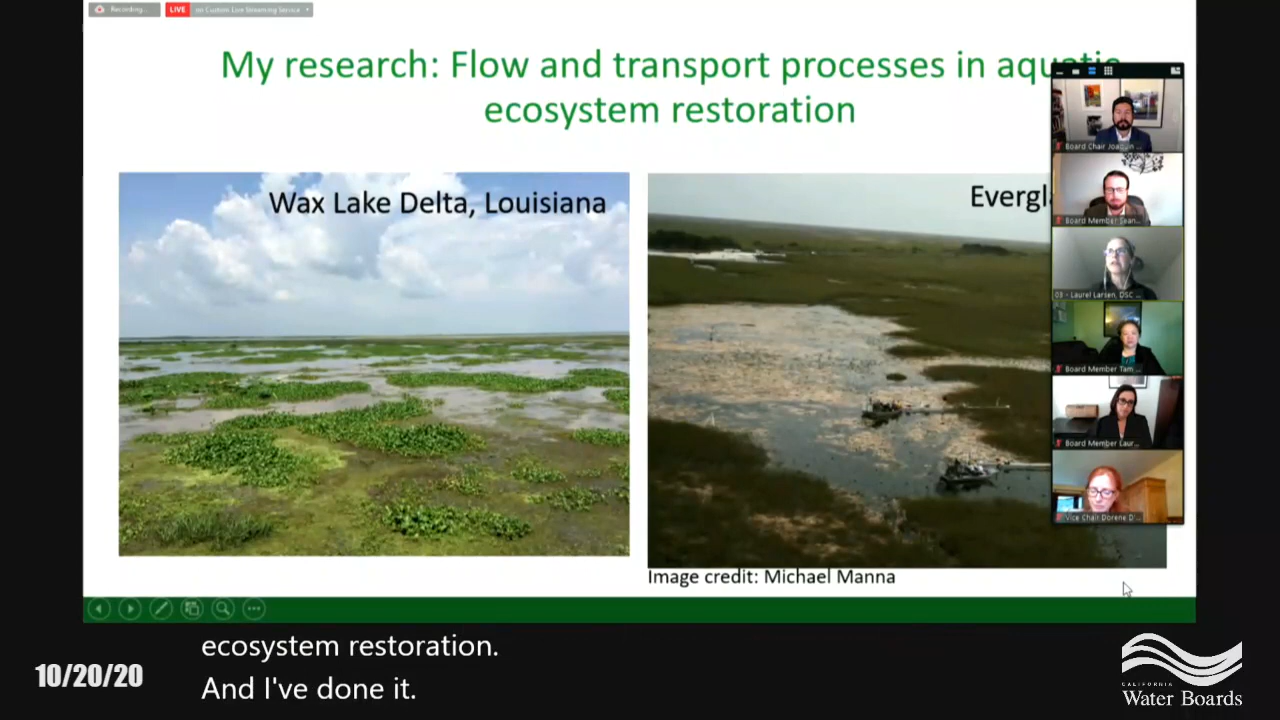 Recording...
LIVE
on Custom Live Streaming Service
My research: Flow and transport processes in aquatic
ecosystem restoration
Wax Lake Delta, Louisiana
Evergla
Board Chair Joaquin ...
Board Member Sean...
03 - Laurel Larsen, DSC ...
Board Member Tam ...
Board Member Laur...
Vice Chair Dorene D'...
Image credit: Michael Manna
ecosystem restoration.
And I've done it.
10/20/20
CALIFORNIA
Water Boards